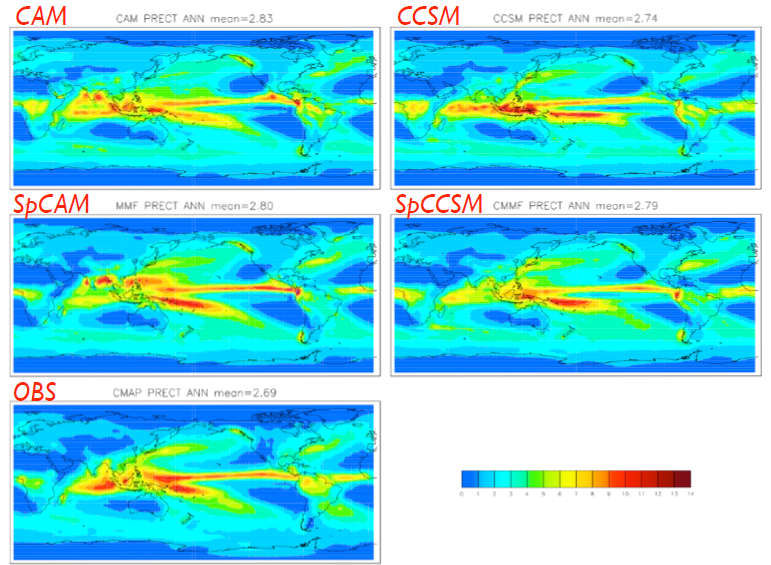 CAM
CAM PRECT ANN mean=2.83
CCSM
CCSM PRECT ANN mean=2.74
SpCAM
MMF PRECT ANN mean=2.80
SpCCSM
CMMF PRECT ANN mean=2.79
OBS
CMAP PRECT ANN mean=2.69
0 1 2 3 4 5 6 7 8 9 10 11 12 13 14